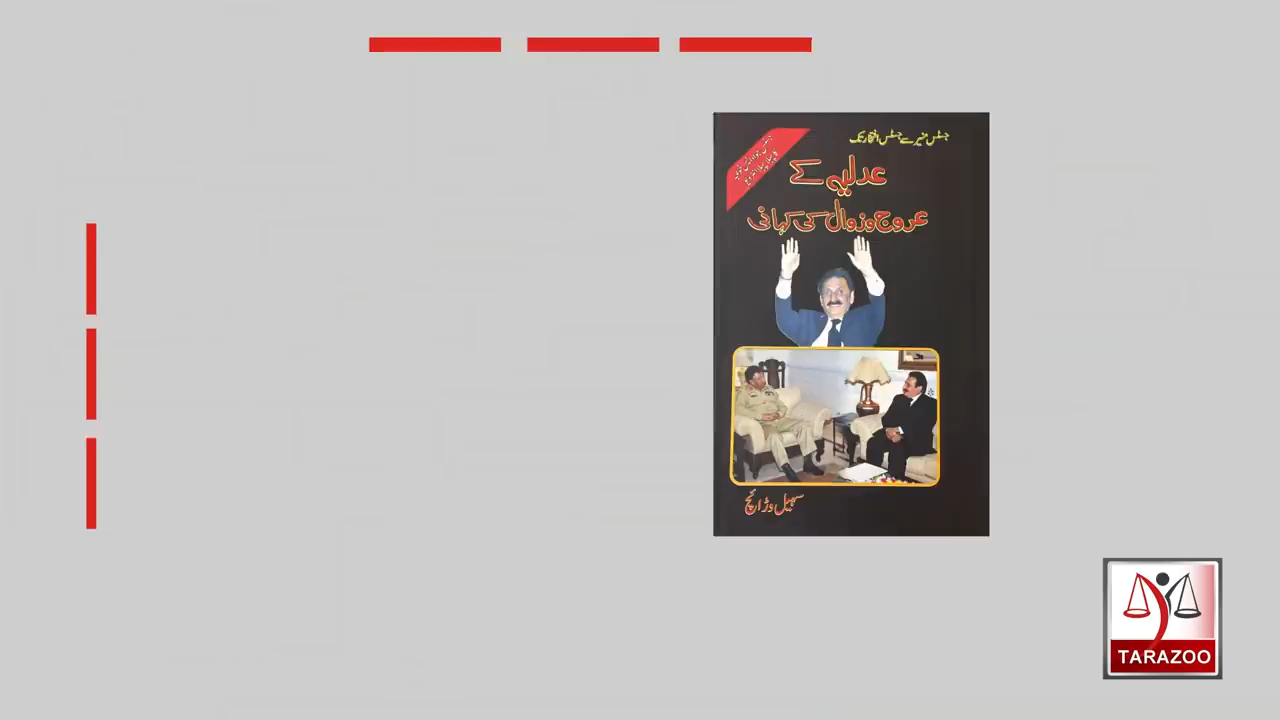 جسٹس منیر سے جسٹس افتخار تک
عدلیہ کے
عروج و زوال کی کہانی
سہیل وڑائچ
TARAZOO